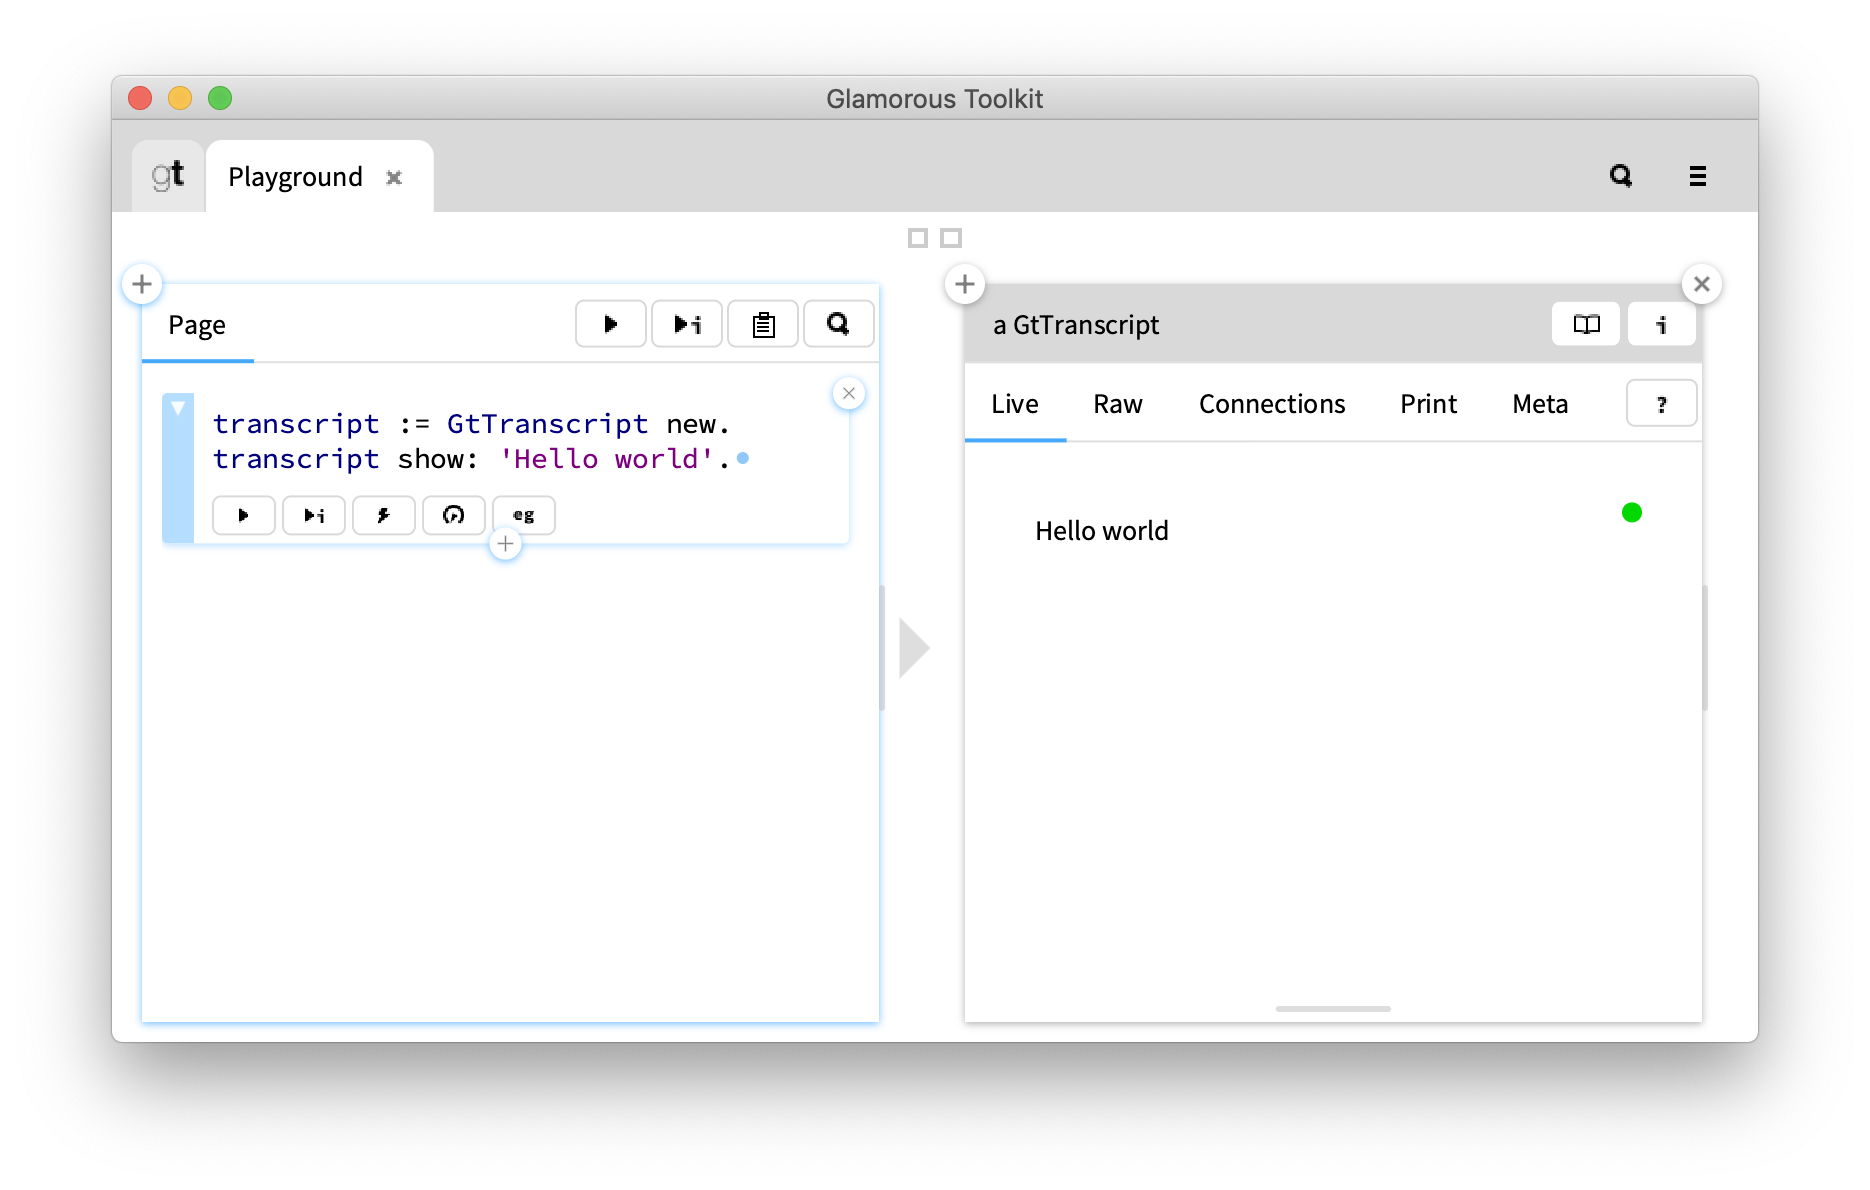 Glamorous Toolkit
gt Playground
Page
transcript := GtTranscript new.
transcript show: 'Hello world'.
eg
a GtTranscript
i
Live Raw Connections Print Meta ?
Hello world